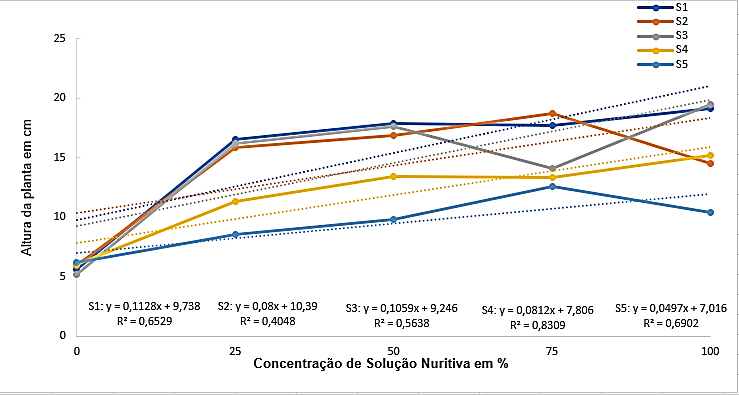 S1
S2
S3
S4
S5
Altura da planta em cm
25
20
15
10
5
0
S1: y = 0,1128x + 9,738
R² = 0,6529
S2: y = 0,08x + 10,39
R² = 0,4048
S3: y = 0,1059x + 9,246
R² = 0,5638
S4: y = 0,0812x + 7,806
R² = 0,8309
S5: y = 0,0497x + 7,016
R² = 0,6902
0 25 50 75 100
Concentração de Solução Nuritiva em %